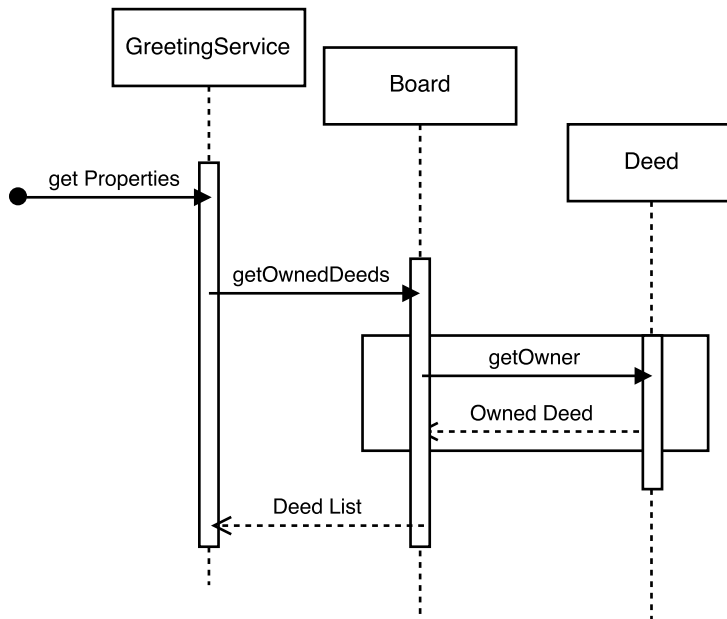 GreetingService
Board
Deed
get Properties
getOwnedDeeds
getOwner
Owned Deed
Deed List